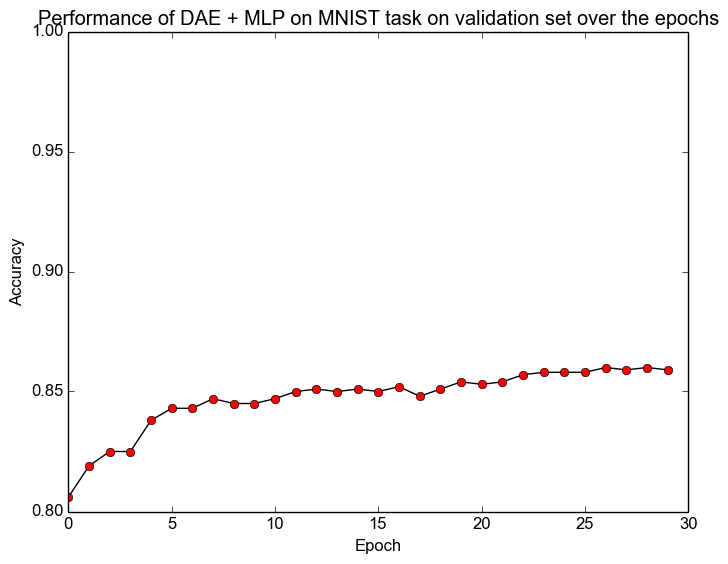 Performance of DAE + MLP on MNIST task on validation set over the epochs
1.00
0.95
0.90
0.85
0.80
Accuracy
0 5 10 15 20 25 30
Epoch